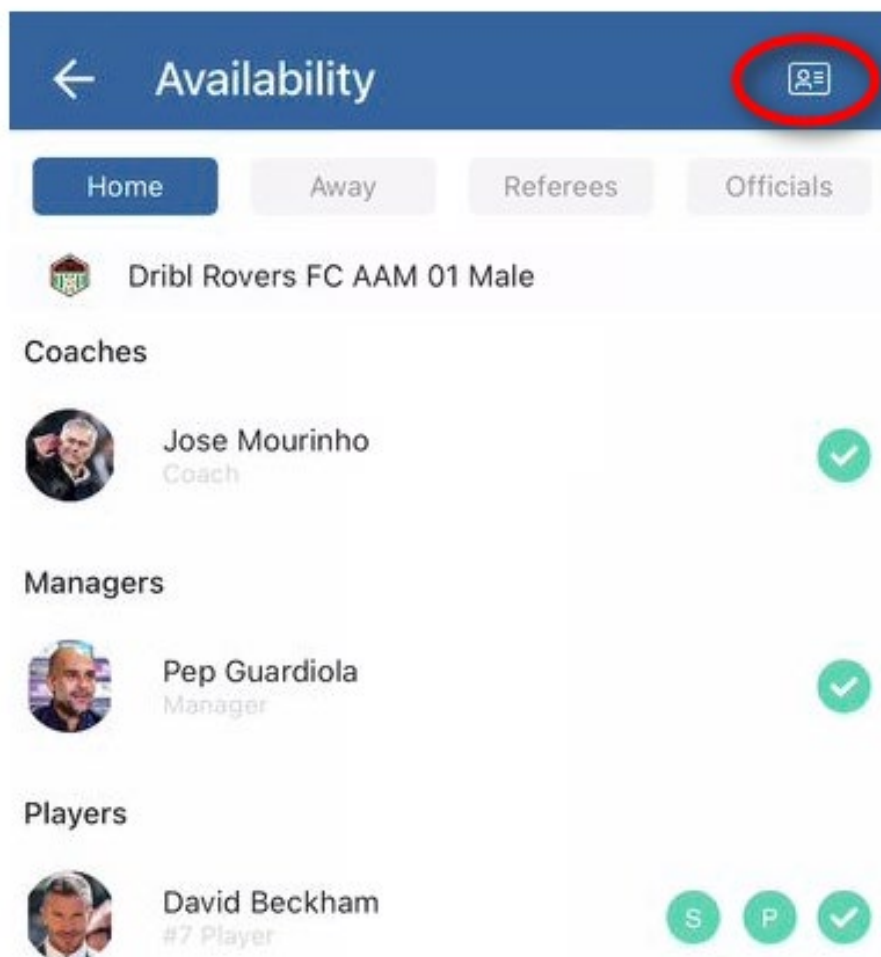 Availability
Home Away Referees Officials
Dribl Rovers FC AAM 01 Male
Coaches
Jose Mourinho
Coach
Managers
Pep Guardiola
Manager
Players
David Beckham S P
#7 Player